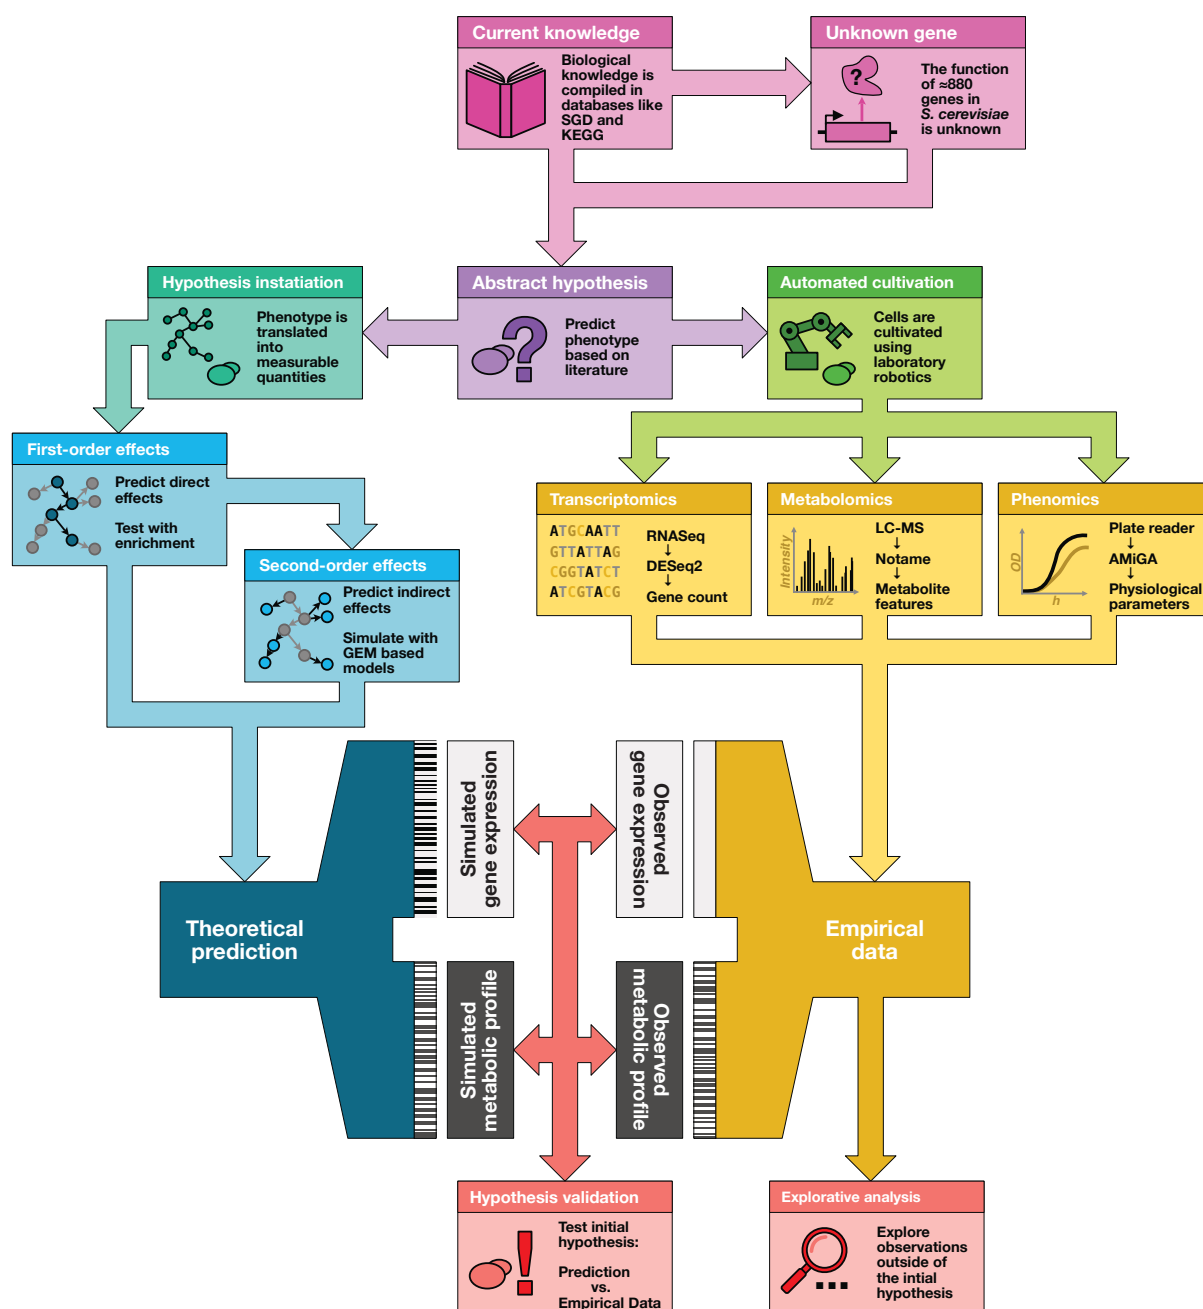 Current knowledge
Biological
knowledge is
compiled in
databases like
SGD and
KEGG
Unknown gene
?
The function
of ≈880
genes in
S. cerevisiae
is unknown
Hypothesis instatiation
Phenotype is
translated
into
measurable
quantities
Abstract hypothesis
?
Predict
phenotype
based on
literature
Automated cultivation
Cells are
cultivated
using
laboratory
robotics
First-order effects
Predict direct
effects
Test with
enrichment
Second-order effects
Predict indirect
effects
Simulate with
GEM based
models
Transcriptomics
ATGCAATT
GTTATTAG
CGGTATCT
ATCGTACG
RNASeq
↓
DESeq2
↓
Gene count
Metabolomics
Intensity
m/z
LC-MS
↓
Notame
↓
Metabolite
features
Phenomics
OD
h
Plate reader
↓
AMiGA
↓
Physiological
parameters
Theoretical
prediction
Simulated
gene expression
Observed
gene expression
Simulated
metabolic profile
Observed
metabolic profile
Empirical
data
Hypothesis validation
!
Test initial
hypothesis:
Prediction
vs.
Empirical Data
Explorative analysis
...
Explore
observations
outside of
the intial
hypothesis